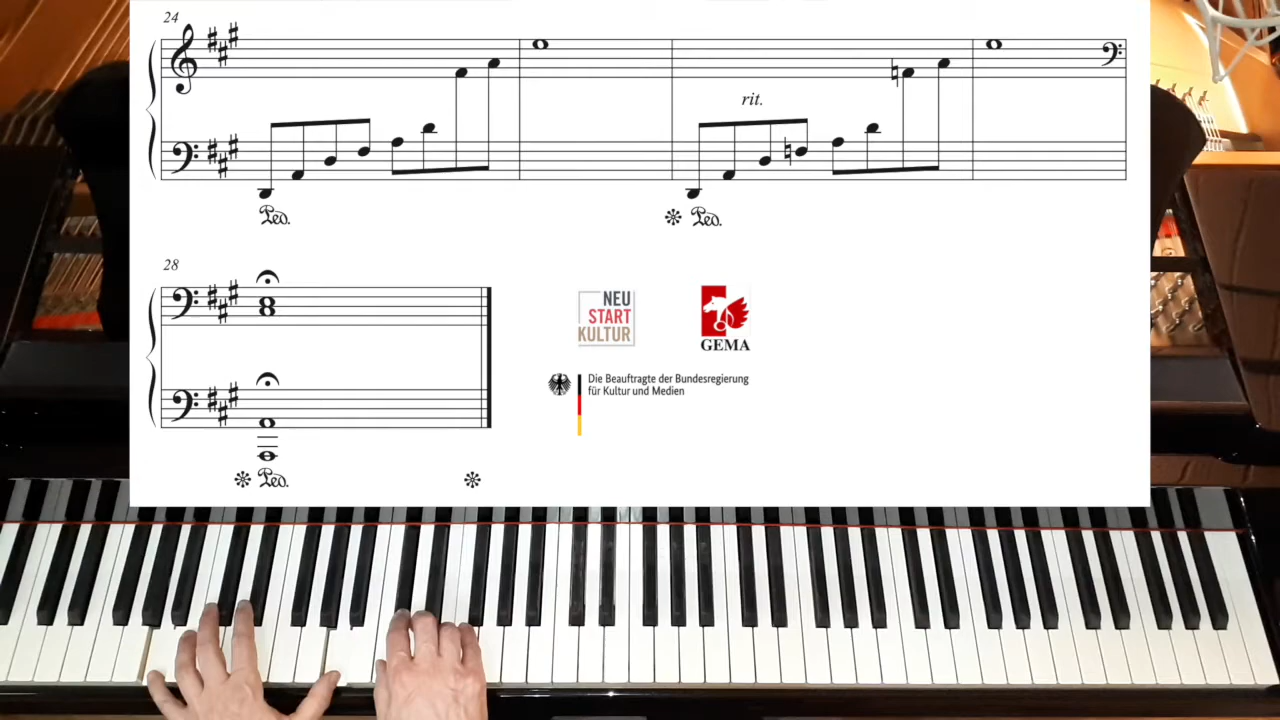 24
rit.
Ped.
Ped.
28
NEU
START
KULTUR
GEMA
Die Beauftragte der Bundesregierung
für Kultur und Medien
Ped.